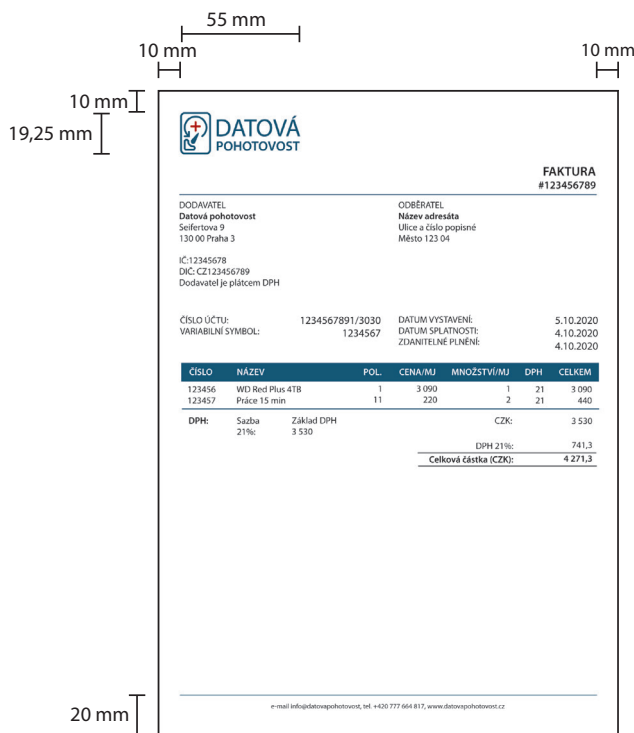 55 mm
10 mm
10 mm
10 mm
19,25 mm
DATOVÁ
POHOTOVOST
FAKTURA
#123456789
DODAVATEL
Datová pohotovost
Seifertova 9
130 00 Praha 3
IČ:12345678
DIČ: CZ123456789
Dodavatel je plátcem DPH
ODBĚRATEL
Název adresáta
Ulice a číslo popisné
Město 123 04
ČÍSLO ÚČTU: 1234567891/3030
VARIABILNÍ SYMBOL: 1234567
DATUM VYSTAVENÍ: 5.10.2020
DATUM SPLATNOSTI: 4.10.2020
ZDANITELNÉ PLNĚNÍ: 4.10.2020
ČÍSLO NÁZEV POL. CENA/MJ MNOŽSTVÍ/MJ DPH CELKEM
123456 WD Red Plus 4TB 1 3 090 1 21 3 090
123457 Práce 15 min 11 220 2 21 440
DPH: Sazba Základ DPH CZK: 3 530
21%: 3 530
DPH 21%: 741,3
Celková částka (CZK): 4 271,3
20 mm
e-mail info@datovapohotovost, tel. +420 777 664 817, www.datovapohotovost.cz